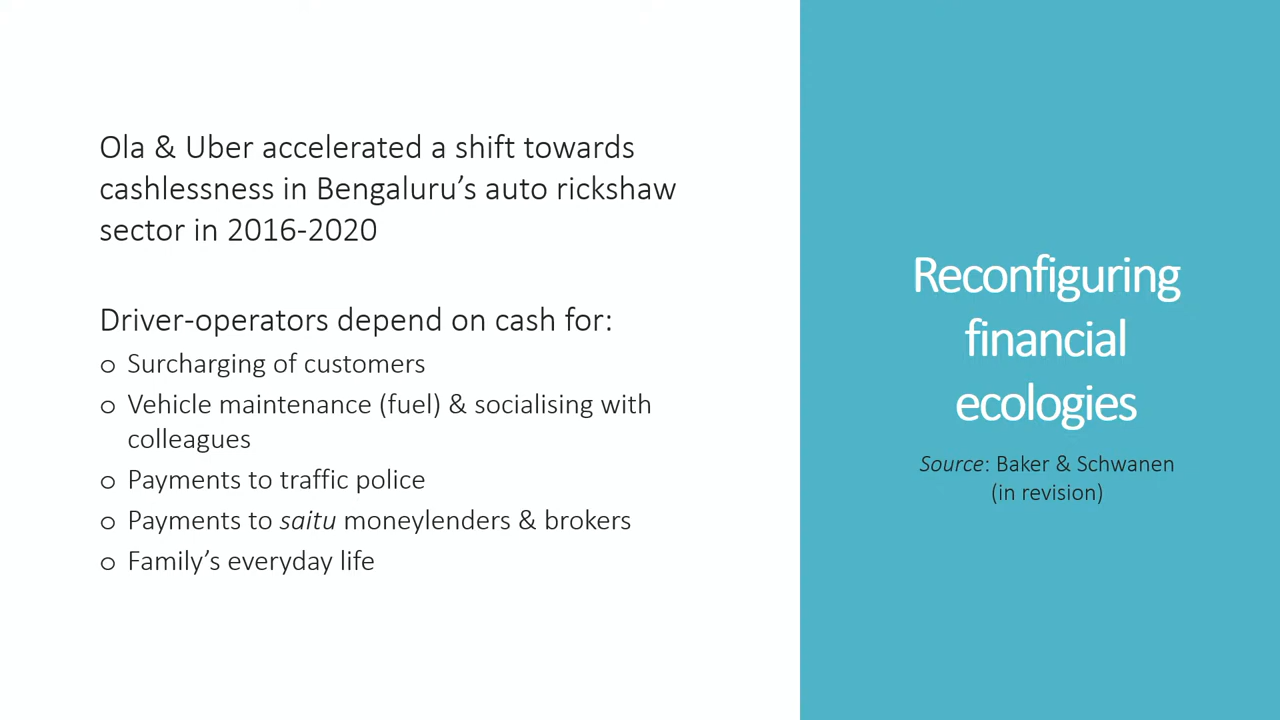 Ola & Uber accelerated a shift towards
cashlessness in Bengaluru’s auto rickshaw
sector in 2016-2020
Driver-operators depend on cash for:
o Surcharging of customers
o Vehicle maintenance (fuel) & socialising with
colleagues
o Payments to traffic police
o Payments to saitu moneylenders & brokers
o Family’s everyday life
Reconfiguring
financial
ecologies
Source: Baker & Schwanen
(in revision)